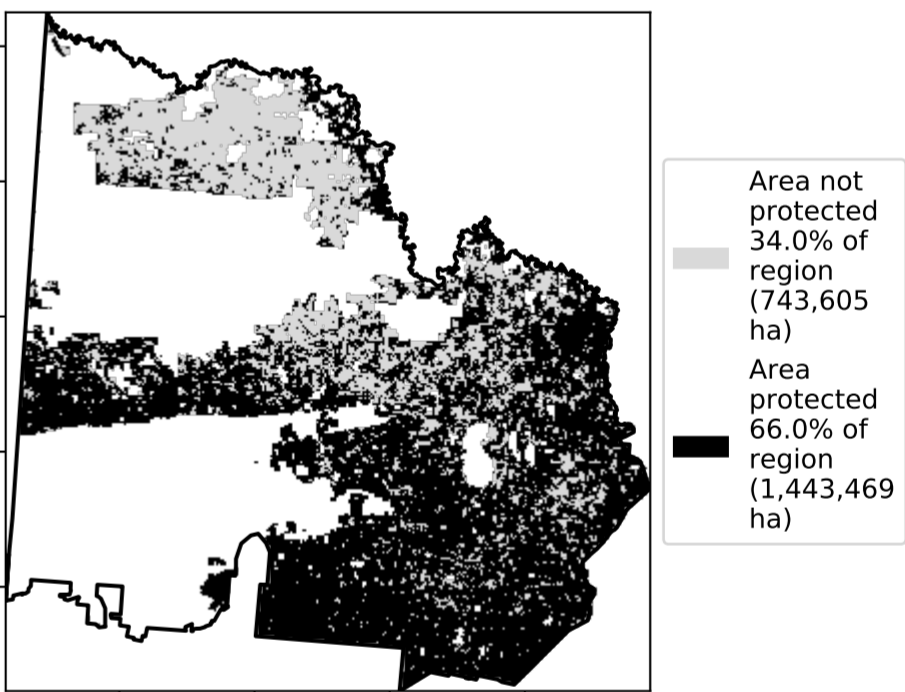 Area not
protected
34.0% of
region
(743,605
ha)
Area
protected
66.0% of
region
(1,443,469
ha)